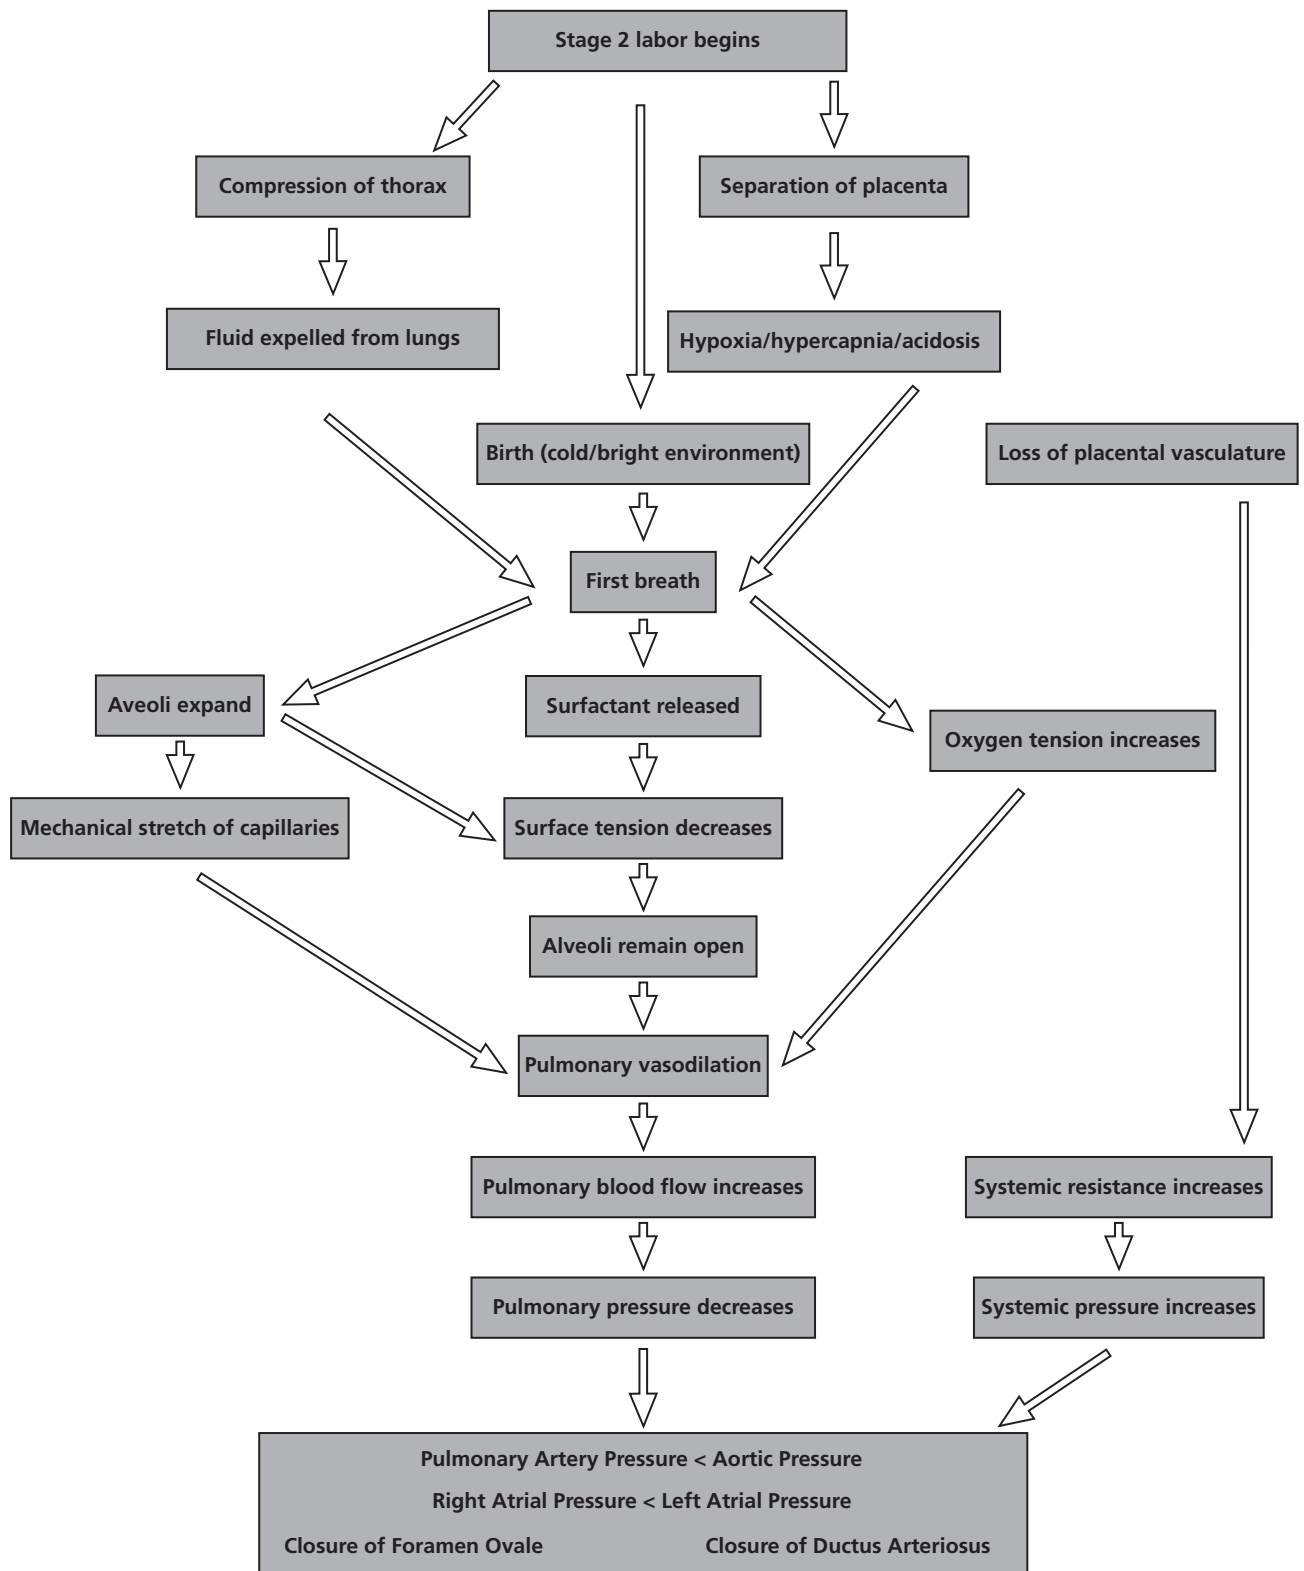 Stage 2 labor begins
Compression of thorax
Separation of placenta
Fluid expelled from lungs
Hypoxia/hypercapnia/acidosis
Birth (cold/bright environment)
Loss of placental vasculature
First breath
Aveoli expand
Surfactant released
Oxygen tension increases
Mechanical stretch of capillaries
Surface tension decreases
Alveoli remain open
Pulmonary vasodilation
Pulmonary blood flow increases
Systemic resistance increases
Pulmonary pressure decreases
Systemic pressure increases
Pulmonary Artery Pressure < Aortic Pressure
Right Atrial Pressure < Left Atrial Pressure
Closure of Foramen Ovale
Closure of Ductus Arteriosus